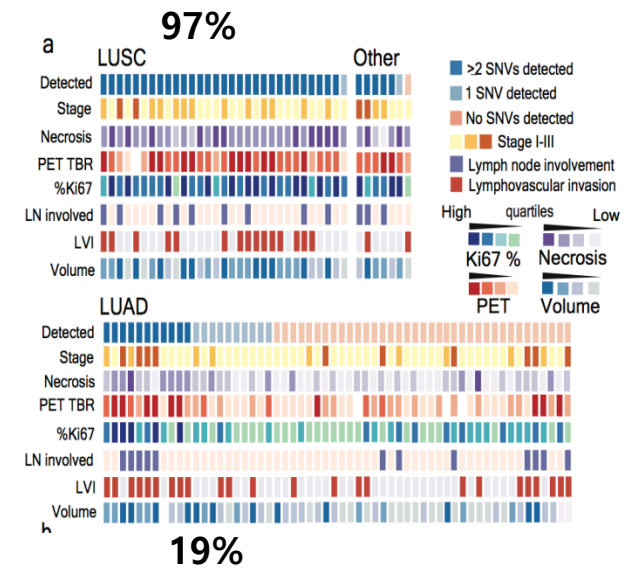 97%
a
LUSC
Other
Detected
Stage
Necrosis
PET TBR
%Ki67
LN involved
LVI
Volume
≥2 SNVs detected
1 SNV detected
No SNVs detected
Stage I-III
Lymph node involvement
Lymphovascular invasion
High quartiles Low
Ki67 % Necrosis
PET Volume
LUAD
Detected
Stage
Necrosis
PET TBR
%Ki67
LN involved
LVI
Volume
b
19%